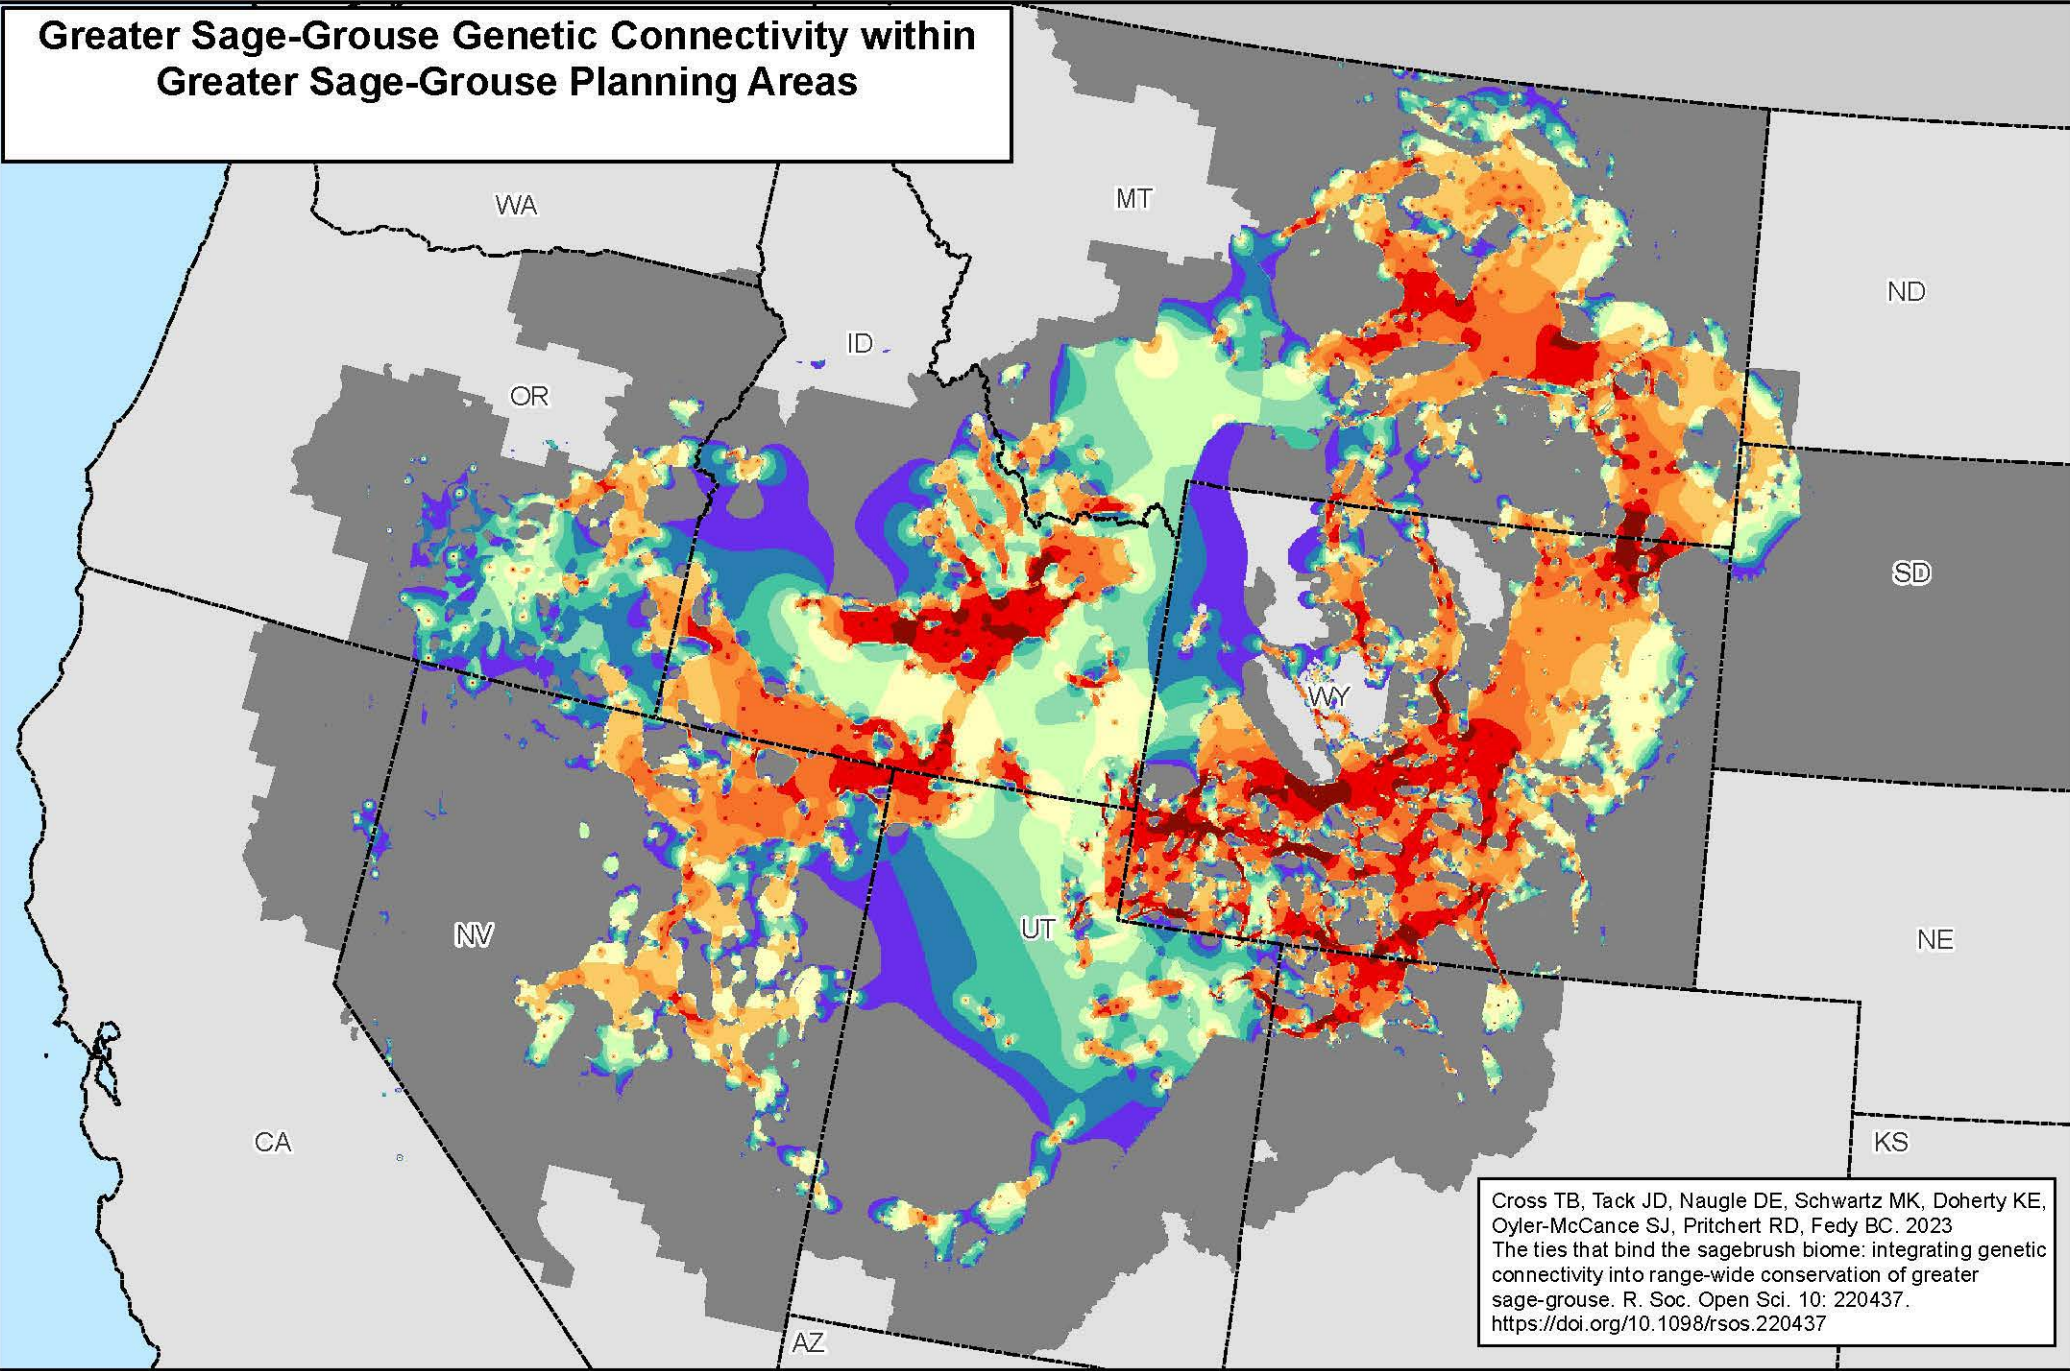 Greater Sage-Grouse Genetic Connectivity within
Greater Sage-Grouse Planning Areas
WA
MT
ND
ID
OR
SD
WY
NV
UT
NE
CA
KS
AZ
Cross TB, Tack JD, Naugle DE, Schwartz MK, Doherty KE,
Oyler-McCance SJ, Pritchert RD, Fedy BC. 2023
The ties that bind the sagebrush biome: integrating genetic
connectivity into range-wide conservation of greater
sage-grouse. R. Soc. Open Sci. 10: 220437.
https://doi.org/10.1098/rsos.220437